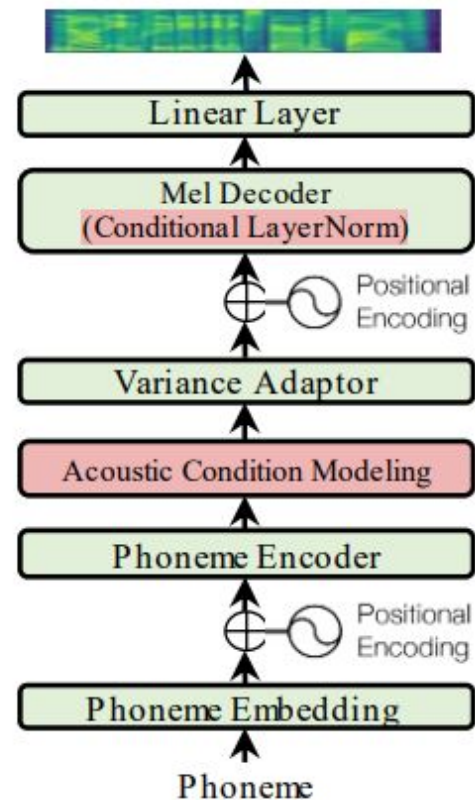 Linear Layer
Mel Decoder
(Conditional LayerNorm)
Positional
Encoding
Variance Adaptor
Acoustic Condition Modeling
Phoneme Encoder
Positional
Encoding
Phoneme Embedding
Phoneme